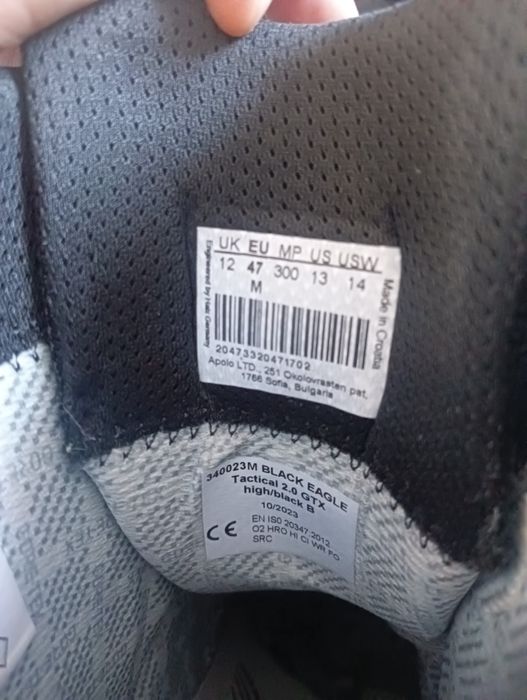 UK EU MP US USW
12 47 300 13 14
M
Engineered by Haix Germany
Made in Croatia
20473320471702
Apolo LTD., 251 Okolovrasten pat,
1766 Sofia, Bulgaria
340023M BLACK EAGLE
Tactical 2.0 GTX
high/black B
10/2023
CE
EN ISO 20347:2012
O2 HRO HI CI WR FO
SRC